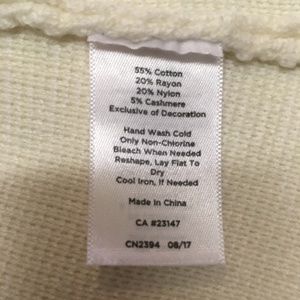 55% Cotton
20% Rayon
20% Nylon
5% Cashmere
Exclusive of Decoration
Hand Wash Cold
Only Non-Chlorine
Bleach When Needed
Reshape, Lay Flat To
Dry
Cool Iron, If Needed
Made in China
CA #23147
CN2394 08/17